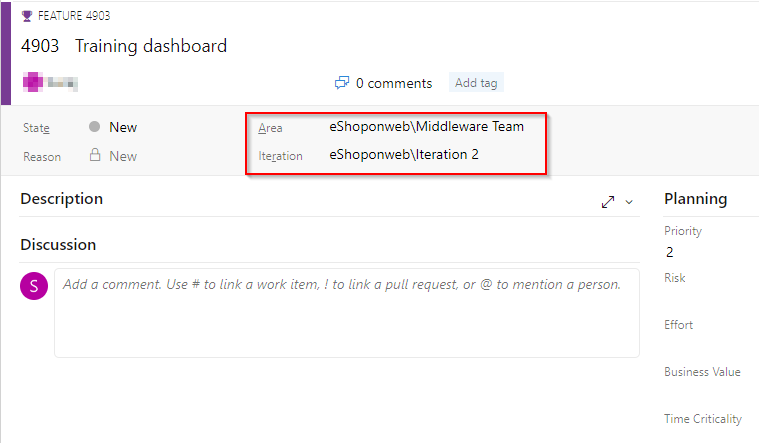 FEATURE 4903
4903 Training dashboard
0 comments Add tag
State New Area eShoponweb\Middleware Team
Reason New Iteration eShoponweb\Iteration 2
Description
Planning
Priority
2
Discussion
S
Add a comment. Use # to link a work item, ! to link a pull request, or @ to mention a person.
Risk
Effort
Business Value
Time Criticality